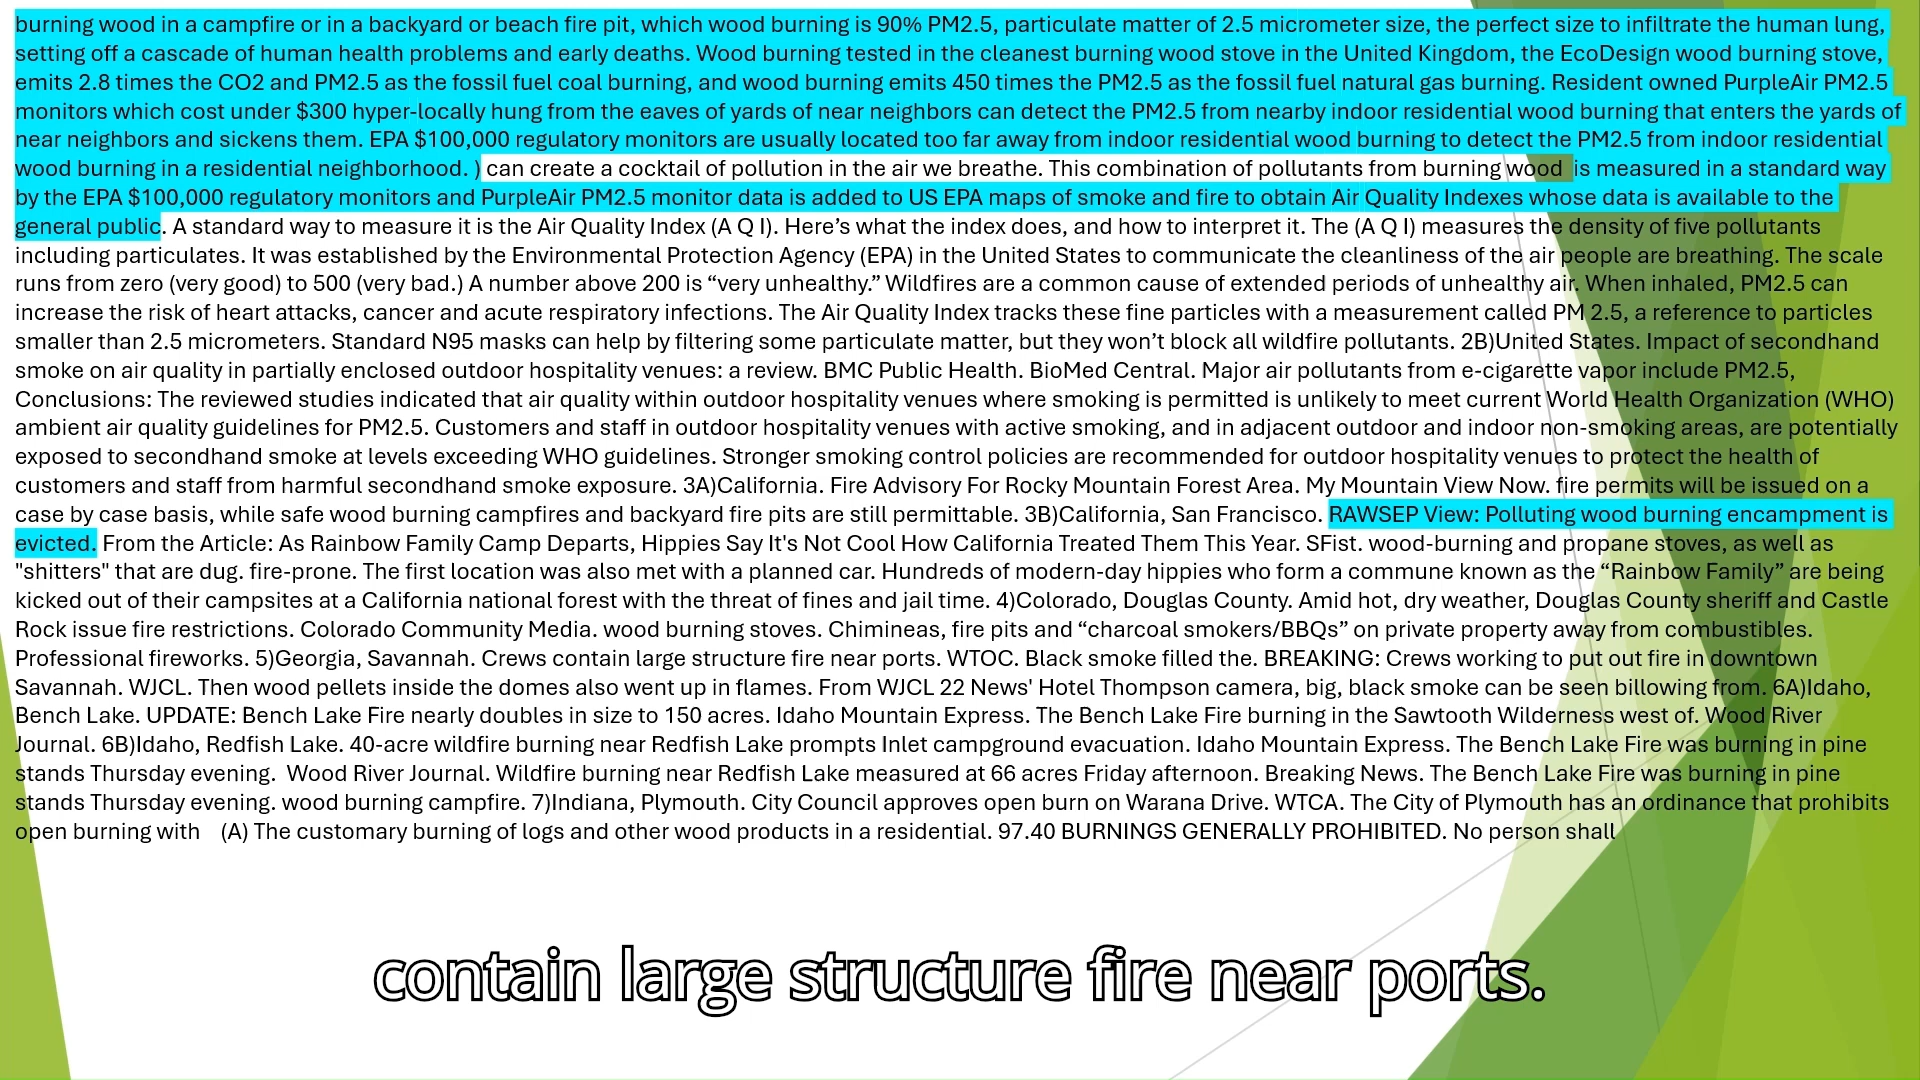 burning wood in a campfire or in a backyard or beach fire pit, which wood burning is 90% PM2.5, particulate matter of 2.5 micrometer size, the perfect size to infiltrate the human lung,
setting off a cascade of human health problems and early deaths. Wood burning tested in the cleanest burning wood stove in the United Kingdom, the EcoDesign wood burning stove,
emits 2.8 times the CO2 and PM2.5 as the fossil fuel coal burning, and wood burning emits 450 times the PM2.5 as the fossil fuel natural gas burning. Resident owned PurpleAir PM2.5
monitors which cost under $300 hyper-locally hung from the eaves of yards of near neighbors can detect the PM2.5 from nearby indoor residential wood burning that enters the yards of
near neighbors and sickens them. EPA $100,000 regulatory monitors are usually located too far away from indoor residential wood burning to detect the PM2.5 from indoor residential
wood burning in a residential neighborhood. ) can create a cocktail of pollution in the air we breathe. This combination of pollutants from burning wood is measured in a standard way
by the EPA $100,000 regulatory monitors and PurpleAir PM2.5 monitor data is added to US EPA maps of smoke and fire to obtain Air Quality Indexes whose data is available to the
general public. A standard way to measure it is the Air Quality Index (A Q I). Here’s what the index does, and how to interpret it. The (A Q I) measures the density of five pollutants
including particulates. It was established by the Environmental Protection Agency (EPA) in the United States to communicate the cleanliness of the air people are breathing. The scale
runs from zero (very good) to 500 (very bad.) A number above 200 is “very unhealthy.” Wildfires are a common cause of extended periods of unhealthy air. When inhaled, PM2.5 can
increase the risk of heart attacks, cancer and acute respiratory infections. The Air Quality Index tracks these fine particles with a measurement called PM 2.5, a reference to particles
smaller than 2.5 micrometers. Standard N95 masks can help by filtering some particulate matter, but they won’t block all wildfire pollutants. 2B)United States. Impact of secondhand
smoke on air quality in partially enclosed outdoor hospitality venues: a review. BMC Public Health. BioMed Central. Major air pollutants from e-cigarette vapor include PM2.5,
Conclusions: The reviewed studies indicated that air quality within outdoor hospitality venues where smoking is permitted is unlikely to meet current World Health Organization (WHO)
ambient air quality guidelines for PM2.5. Customers and staff in outdoor hospitality venues with active smoking, and in adjacent outdoor and indoor non-smoking areas, are potentially
exposed to secondhand smoke at levels exceeding WHO guidelines. Stronger smoking control policies are recommended for outdoor hospitality venues to protect the health of
customers and staff from harmful secondhand smoke exposure. 3A)California. Fire Advisory For Rocky Mountain Forest Area. My Mountain View Now. fire permits will be issued on a
case by case basis, while safe wood burning campfires and backyard fire pits are still permittable. 3B)California, San Francisco. RAWSEP View: Polluting wood burning encampment is
evicted. From the Article: As Rainbow Family Camp Departs, Hippies Say It's Not Cool How California Treated Them This Year. SFist. wood-burning and propane stoves, as well as
"shitters" that are dug. fire-prone. The first location was also met with a planned car. Hundreds of modern-day hippies who form a commune known as the “Rainbow Family” are being
kicked out of their campsites at a California national forest with the threat of fines and jail time. 4)Colorado, Douglas County. Amid hot, dry weather, Douglas County sheriff and Castle
Rock issue fire restrictions. Colorado Community Media. wood burning stoves. Chimineas, fire pits and “charcoal smokers/BBQs” on private property away from combustibles.
Professional fireworks. 5)Georgia, Savannah. Crews contain large structure fire near ports. WTOC. Black smoke filled the. BREAKING: Crews working to put out fire in downtown
Savannah. WJCL. Then wood pellets inside the domes also went up in flames. From WJCL 22 News' Hotel Thompson camera, big, black smoke can be seen billowing from. 6A)Idaho,
Bench Lake. UPDATE: Bench Lake Fire nearly doubles in size to 150 acres. Idaho Mountain Express. The Bench Lake Fire burning in the Sawtooth Wilderness west of. Wood River
Journal. 6B)Idaho, Redfish Lake. 40-acre wildfire burning near Redfish Lake prompts Inlet campground evacuation. Idaho Mountain Express. The Bench Lake Fire was burning in pine
stands Thursday evening. Wood River Journal. Wildfire burning near Redfish Lake measured at 66 acres Friday afternoon. Breaking News. The Bench Lake Fire was burning in pine
stands Thursday evening. wood burning campfire. 7)Indiana, Plymouth. City Council approves open burn on Warana Drive. WTCA. The City of Plymouth has an ordinance that prohibits
open burning with (A) The customary burning of logs and other wood products in a residential. 97.40 BURNINGS GENERALLY PROHIBITED. No person shall
contain large structure fire near ports.